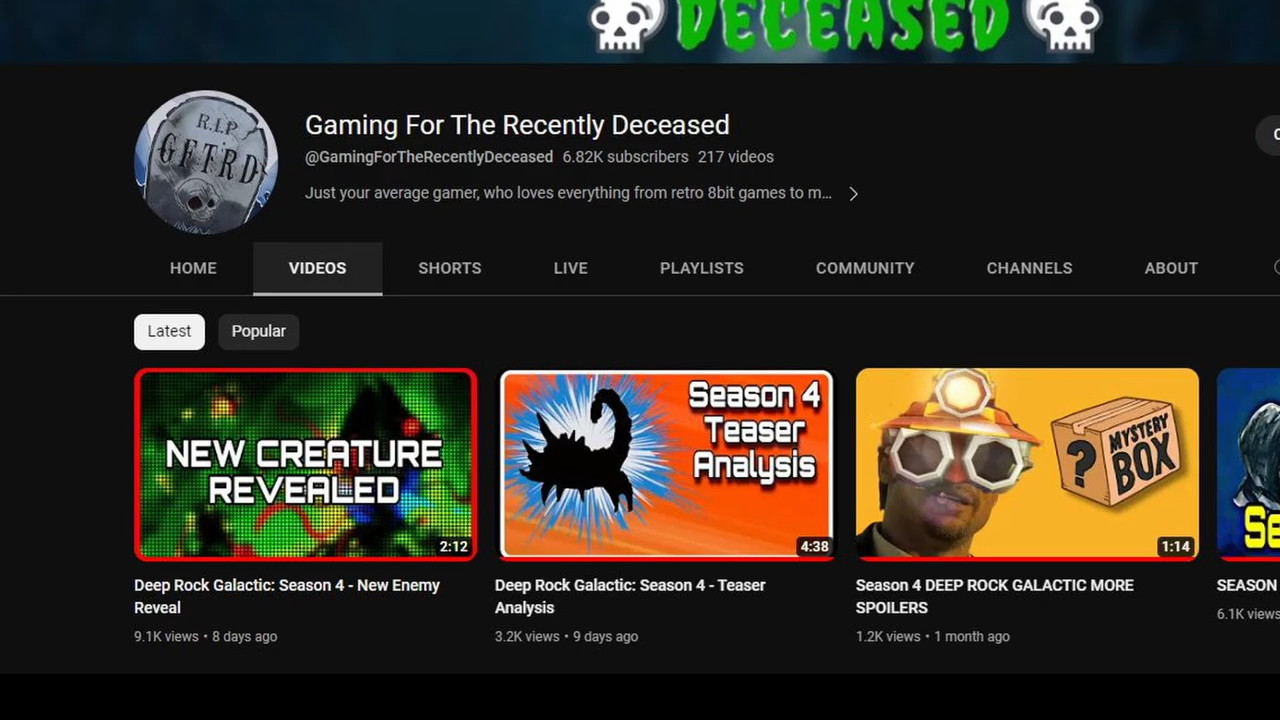 DECEASED
R.I.P
GFTRD
Gaming For The Recently Deceased
@GamingForTheRecentlyDeceased 6.82K subscribers 217 videos
Just your average gamer, who loves everything from retro 8bit games to m...
HOME VIDEOS SHORTS LIVE PLAYLISTS COMMUNITY CHANNELS ABOUT
Latest Popular
NEW CREATURE
REVEALED
2:12
Season 4
Teaser
Analysis
4:38
?
MYSTERY
BOX
1:14
Se
Deep Rock Galactic: Season 4 - New Enemy
Reveal
9.1K views • 8 days ago
Deep Rock Galactic: Season 4 - Teaser
Analysis
3.2K views • 9 days ago
Season 4 DEEP ROCK GALACTIC MORE
SPOILERS
1.2K views • 1 month ago
SEASON
6.1K views